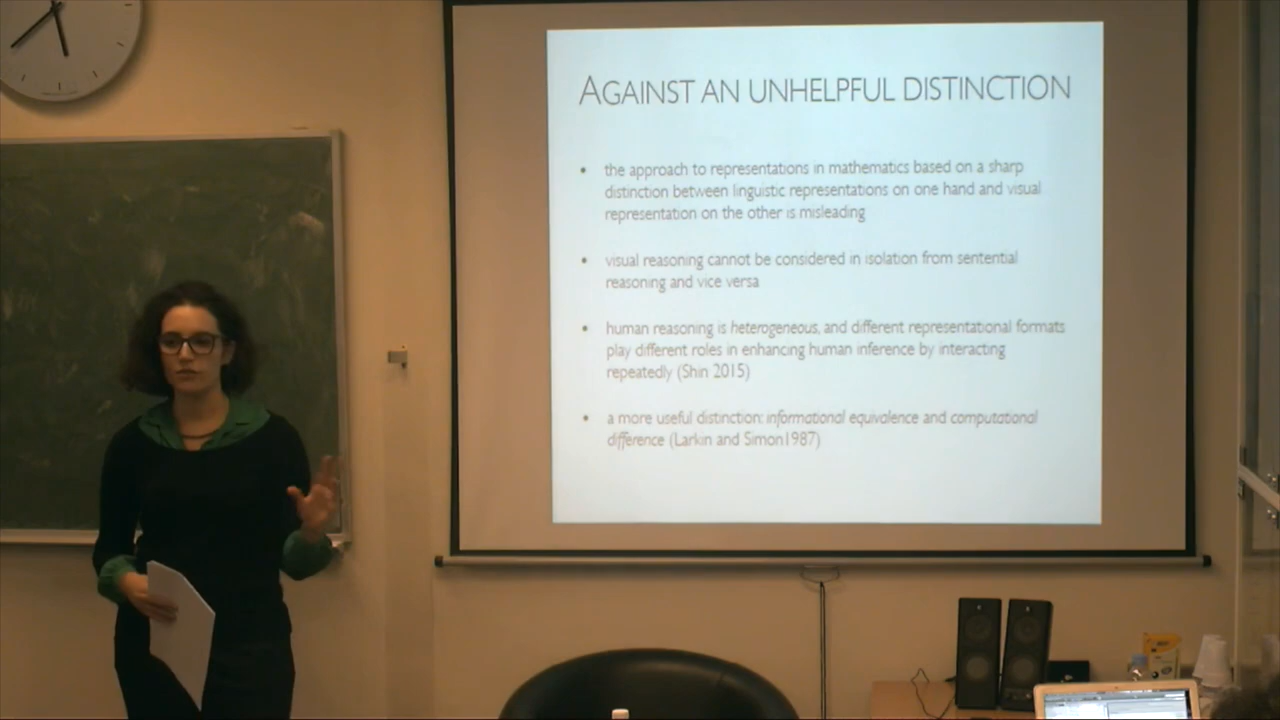 AGAINST AN UNHELPFUL DISTINCTION
• the approach to representations in mathematics based on a sharp
distinction between linguistic representations on one hand and visual
representation on the other is misleading
• visual reasoning cannot be considered in isolation from sentential
reasoning and vice versa
• human reasoning is heterogeneous, and different representational formats
play different roles in enhancing human inference by interacting
repeatedly (Shin 2015)
• a more useful distinction: informational equivalence and computational
difference (Larkin and Simon1987)